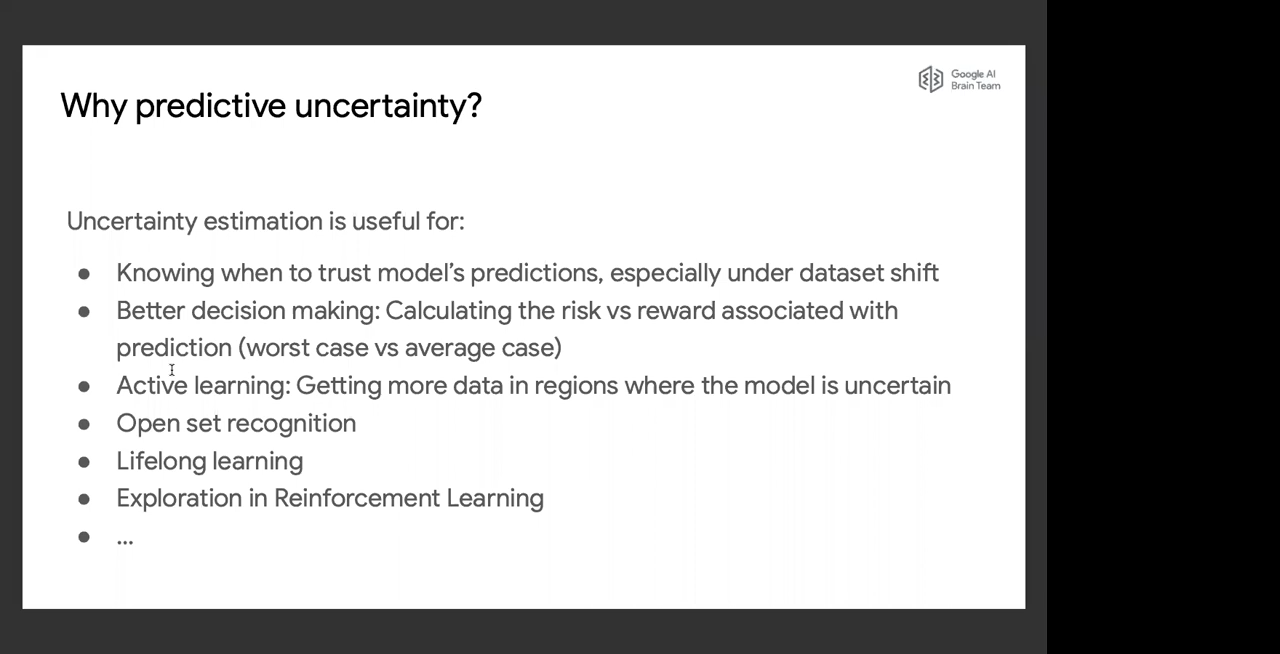 Google AI
Brain Team
Why predictive uncertainty?
Uncertainty estimation is useful for:
● Knowing when to trust model’s predictions, especially under dataset shift
● Better decision making: Calculating the risk vs reward associated with
prediction (worst case vs average case)
● Active learning: Getting more data in regions where the model is uncertain
● Open set recognition
● Lifelong learning
● Exploration in Reinforcement Learning
● ...